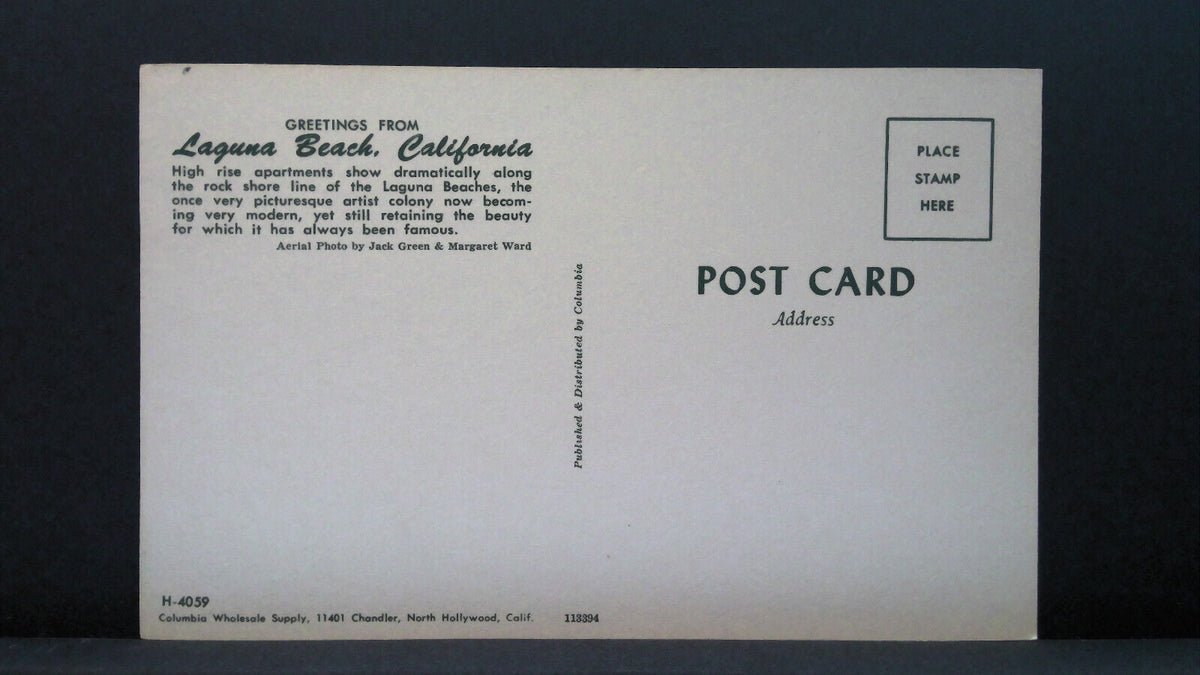 GREETINGS FROM
Laguna Beach, California
High rise apartments show dramatically along
the rock shore line of the Laguna Beaches, the
once very picturesque artist colony now becom-
ing very modern, yet still retaining the beauty
for which it has always been famous.
Aerial Photo by Jack Green & Margaret Ward
Published & Distributed by Columbia
PLACE
STAMP
HERE
POST CARD
Address
H-4059
Columbia Wholesale Supply, 11401 Chandler, North Hollywood, Calif.
113394